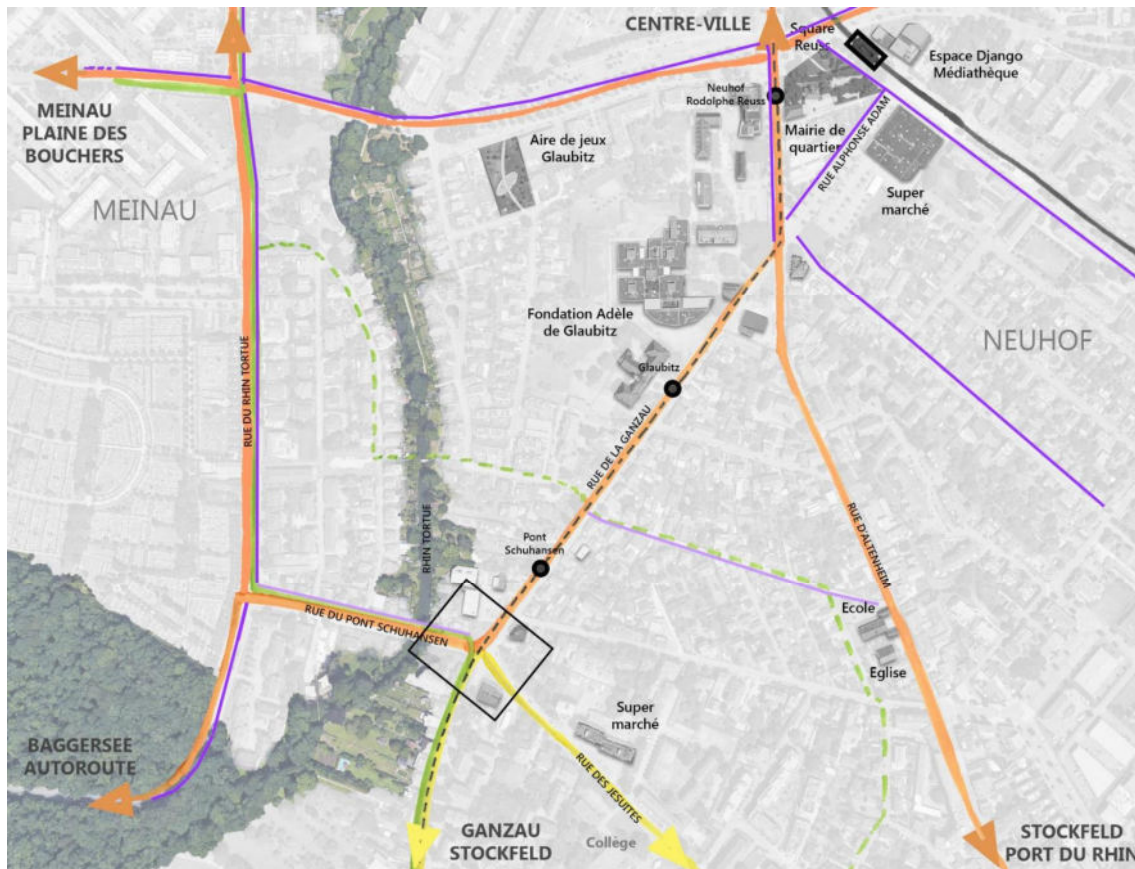 CENTRE-VILLE
Square
Reuss
Espace Django
Médiathèque
MEINAU
PLAINE DES
BOUCHERS
Neuhof
Rodolphe Reuss
Aire de jeux
Glaubitz
Mairie de
quartier
RUE ALPHONSE ADAM
Super
marché
MEINAU
Fondation Adèle
de Glaubitz
NEUHOF
Glaubitz
RUE DU RHIN TORTUE
RUE DE LA GANZAU
RUE D'ALTENHEIM
Pont
Schuhansen
RHIN TORTUE
RUE DU PONT SCHUHANSEN
Ecole
Eglise
Super
marché
BAGGERSEE
AUTOROUTE
RUE DES JESUITES
GANZAU
STOCKFELD
Collège
STOCKFELD
PORT DU RHIN